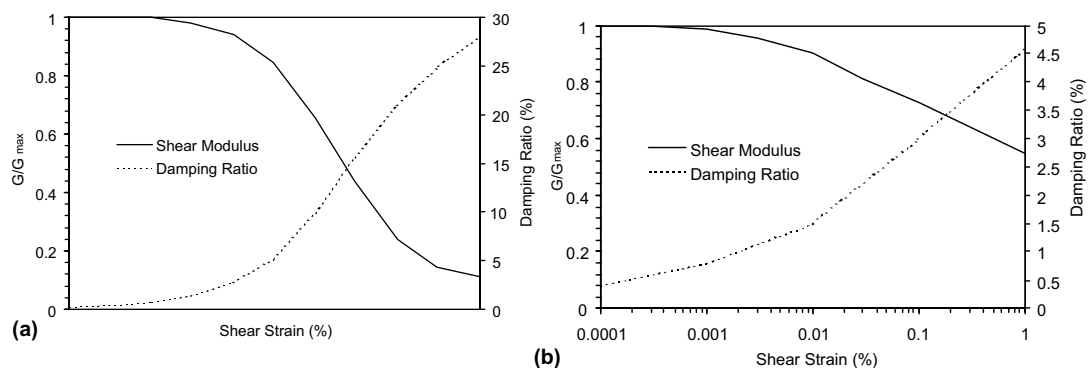 1
0.8
0.6
0.4
0.2
0
G/Gmax
30
25
20
15
10
5
0
Damping Ratio (%)
Shear Modulus
Damping Ratio
Shear Strain (%)
(a)
1
0.8
0.6
0.4
0.2
0
G/Gmax
5
4.5
4
3.5
3
2.5
2
1.5
1
0.5
0
Damping Ratio (%)
Shear Modulus
Damping Ratio
0.0001 0.001 0.01 0.1 1
Shear Strain (%)
(b)